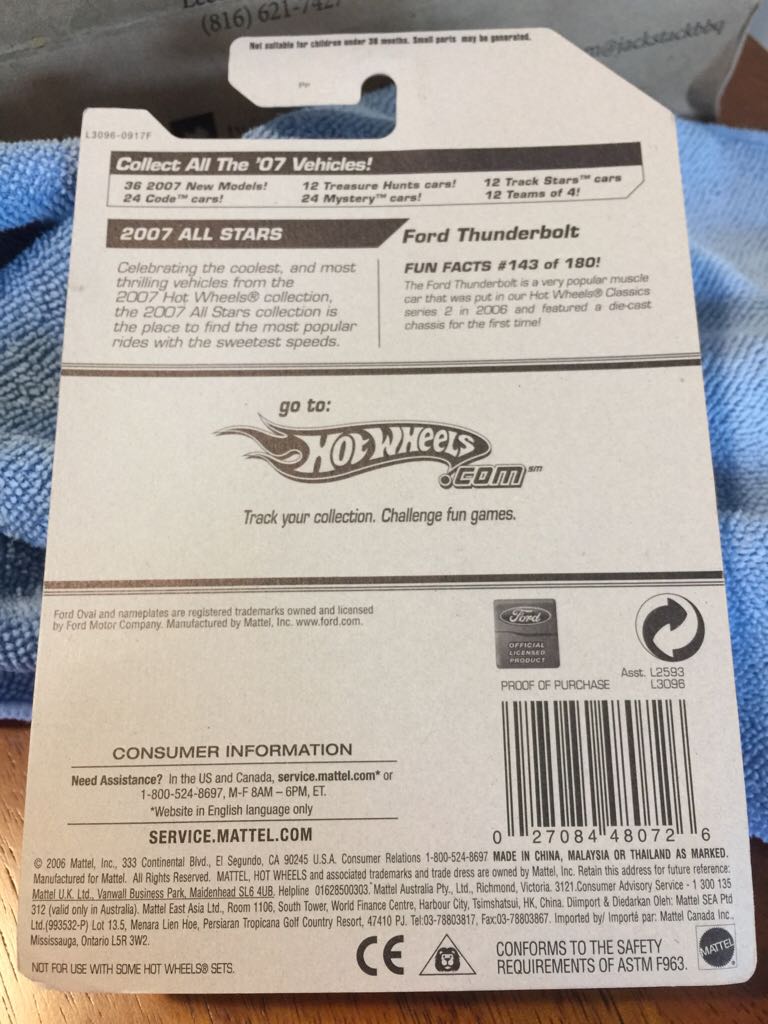 (816) 621-742
m@jackstackbbq
Not suitable for children under 36 months. Small parts may be generated.
L3096-0917F
Collect All The '07 Vehicles!
36 2007 New Models! 12 Treasure Hunts cars! 12 Track Stars™ cars
24 Code™ cars! 24 Mystery™ cars! 12 Teams of 4!
2007 ALL STARS
Celebrating the coolest, and most
thrilling vehicles from the
2007 Hot Wheels® collection,
the 2007 All Stars collection is
the place to find the most popular
rides with the sweetest speeds.
Ford Thunderbolt
FUN FACTS #143 of 180!
The Ford Thunderbolt is a very popular muscle
car that was put in our Hot Wheels® Classics
series 2 in 2006 and featured a die-cast
chassis for the first time!
go to:
HOT WHEELS
.COM℠
Track your collection. Challenge fun games.
Ford Oval and nameplates are registered trademarks owned and licensed
by Ford Motor Company. Manufactured by Mattel, Inc. www.ford.com.
Ford
OFFICIAL
LICENSED
PRODUCT
PROOF OF PURCHASE
Asst. L2593
L3096
CONSUMER INFORMATION
Need Assistance? In the US and Canada, service.mattel.com* or
1-800-524-8697, M-F 8AM – 6PM, ET.
*Website in English language only
SERVICE.MATTEL.COM
0 27084 48072 6
© 2006 Mattel, Inc., 333 Continental Blvd., El Segundo, CA 90245 U.S.A. Consumer Relations 1-800-524-8697 MADE IN CHINA, MALAYSIA OR THAILAND AS MARKED.
Manufactured for Mattel. All Rights Reserved. MATTEL, HOT WHEELS and associated trademarks and trade dress are owned by Mattel, Inc. Retain this address for future reference:
Mattel U.K. Ltd., Vanwall Business Park, Maidenhead SL6 4UB. Helpline 01628500303. Mattel Australia Pty., Ltd., Richmond, Victoria. 3121.Consumer Advisory Service - 1 300 135
312 (valid only in Australia). Mattel East Asia Ltd., Room 1106, South Tower, World Finance Centre, Harbour City, Tsimshatsui, HK, China. Diimport & Diedarkan Oleh: Mattel SEA Ptd
Ltd.(993532-P) Lot 13.5, Menara Lien Hoe, Persiaran Tropicana Golf Country Resort, 47410 PJ. Tel:03-78803817, Fax:03-78803867. Imported by/ Importé par: Mattel Canada Inc.,
Mississauga, Ontario L5R 3W2.
NOT FOR USE WITH SOME HOT WHEELS® SETS.
CE
CONFORMS TO THE SAFETY
REQUIREMENTS OF ASTM F963.
MATTEL